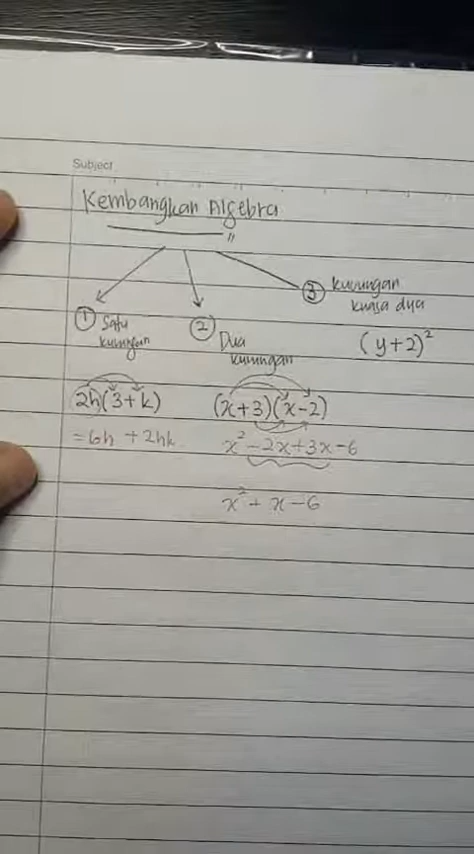 Subject
Kembangkan Algebra
① Satu kurungan
② Dua kurungan
③ kurungan kuasa dua
2h(3+k)
= 6h + 2hk
(x+3)(x-2)
x² - 2x + 3x - 6
x² + x - 6
(y+2)²